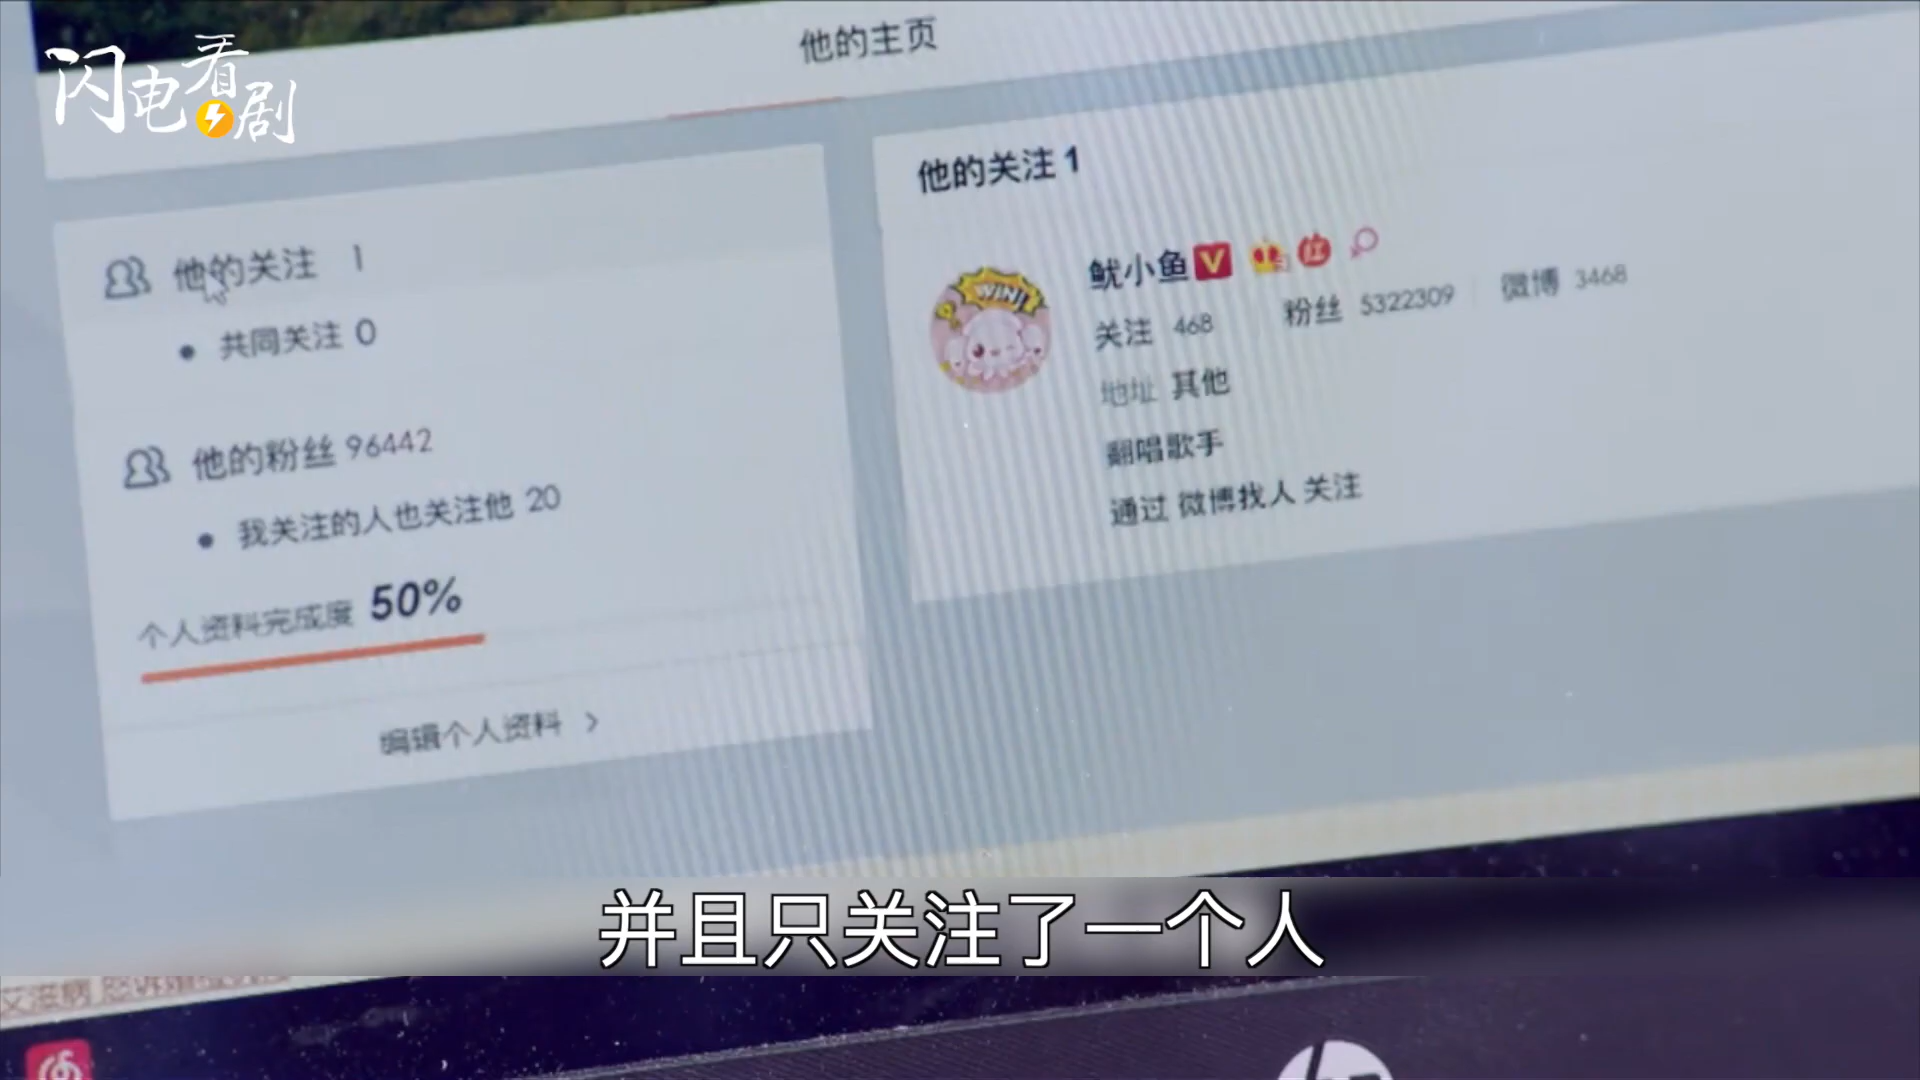 闪电看剧
他的主页
他的关注 1
共同关注 0
他的粉丝 96442
我关注的人也关注他 20
个人资料完成度 50%
编辑个人资料 >
他的关注 1
鱿小鱼 V 红
关注 468 粉丝 5322309 微博 3468
地址 其他
翻唱歌手
通过 微博找人 关注
并且只关注了一个人
hp